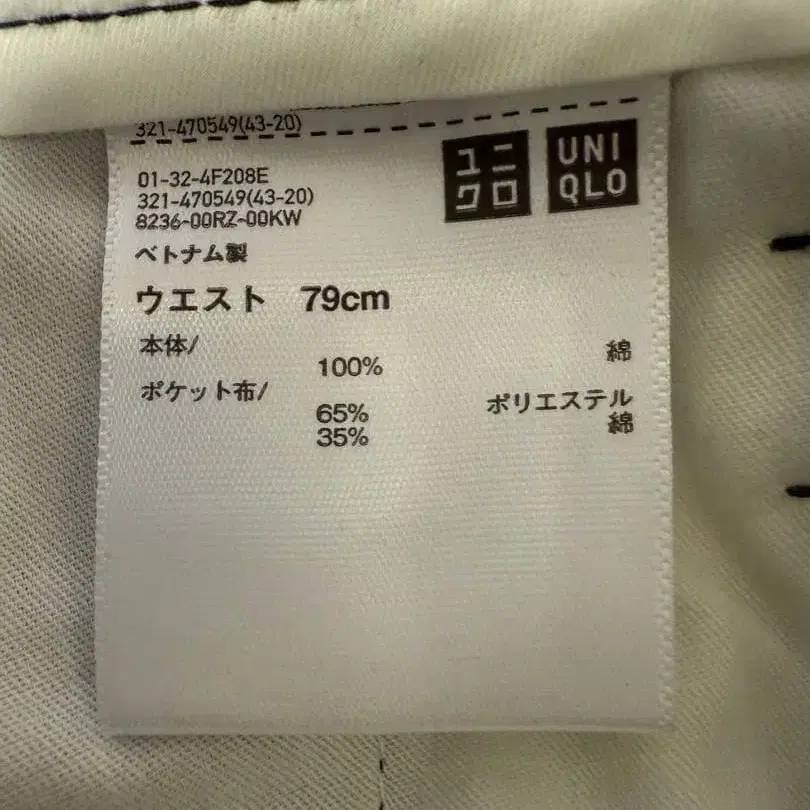 321-470549(43-20)
ユニ
クロ
UNI
QLO
01-32-4F208E
321-470549(43-20)
8236-00RZ-00KW
ベトナム製
ウエスト 79cm
本体/
100% 綿
ポケット布/
65% ポリエステル
35% 綿